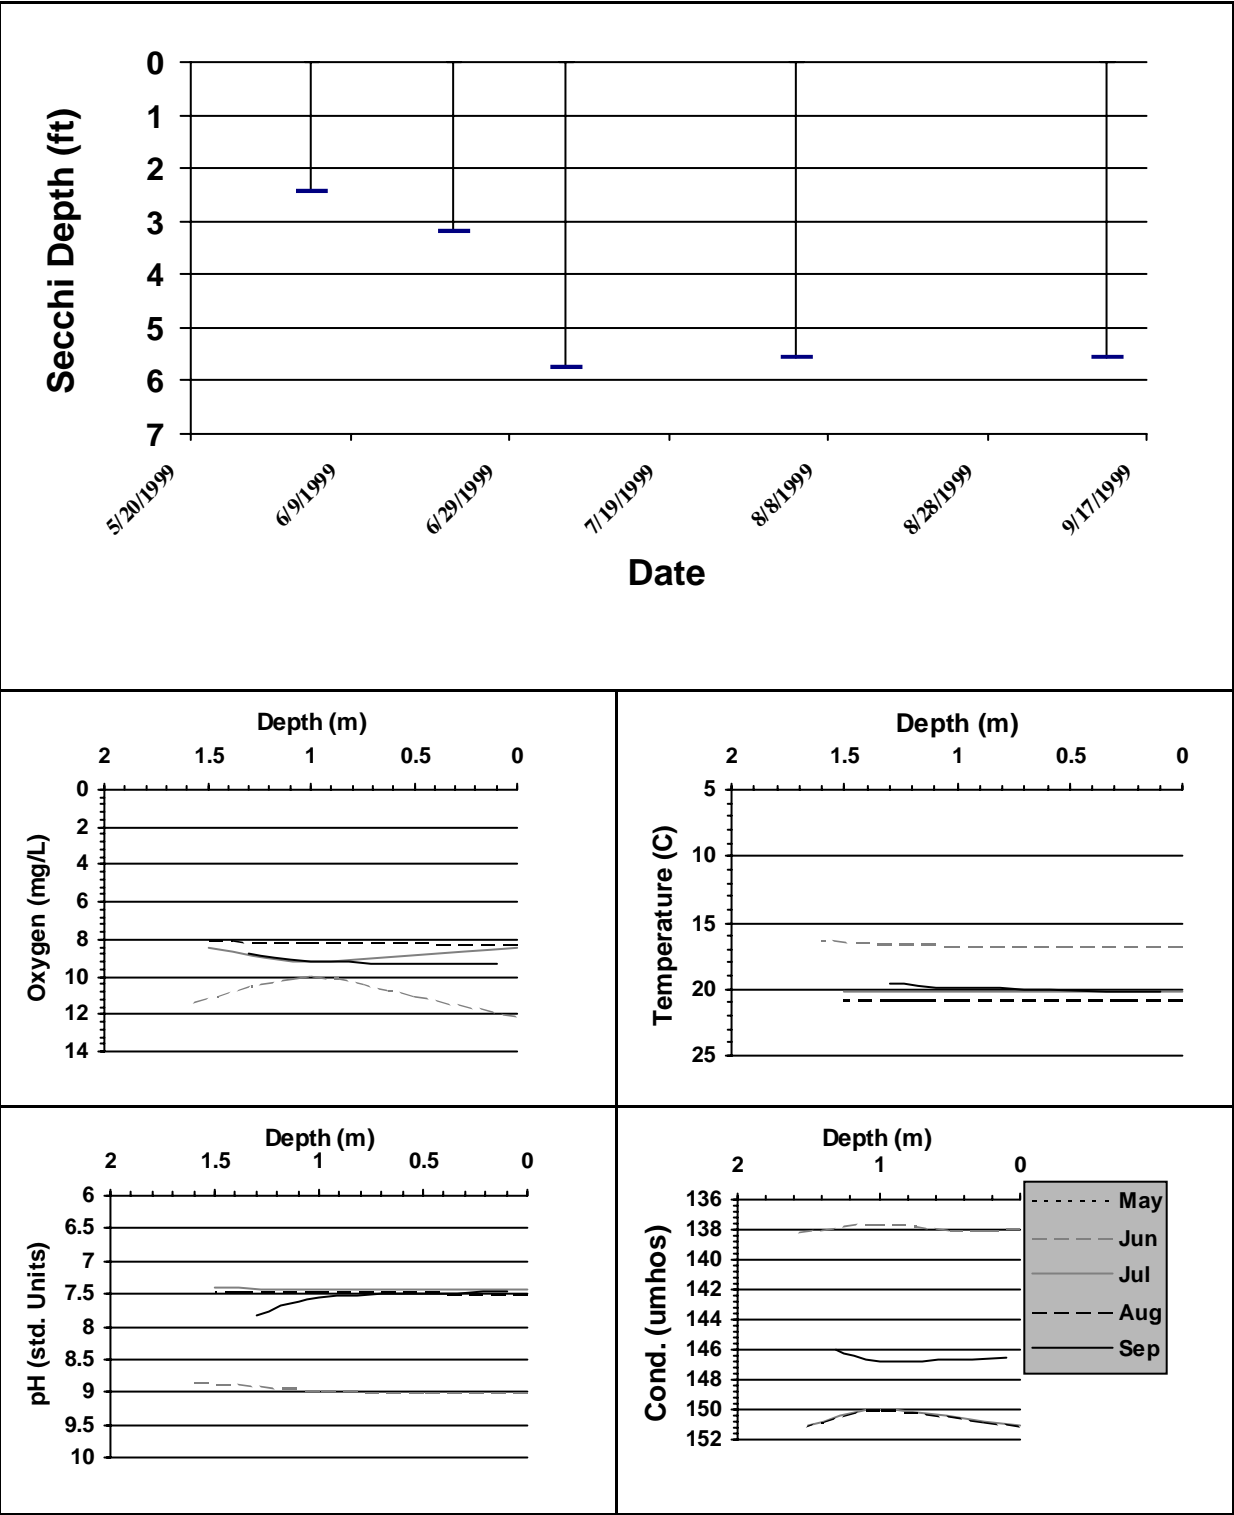 Secchi Depth (ft)
0
1
2
3
4
5
6
7
5/20/1999
6/9/1999
6/29/1999
7/19/1999
8/8/1999
8/28/1999
9/17/1999
Date
Depth (m)
2 1.5 1 0.5 0
Oxygen (mg/L)
0
2
4
6
8
10
12
14
Depth (m)
2 1.5 1 0.5 0
Temperature (C)
5
10
15
20
25
Depth (m)
2 1.5 1 0.5 0
pH (std. Units)
6
6.5
7
7.5
8
8.5
9
9.5
10
Depth (m)
2 1 0
Cond. (umhos)
136
138
140
142
144
146
148
150
152
May
Jun
Jul
Aug
Sep